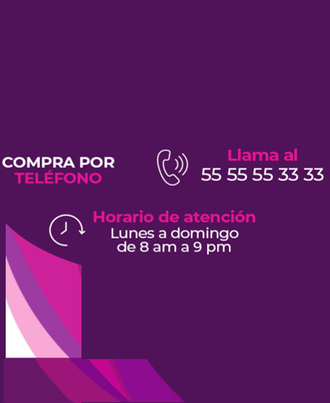 COMPRA POR
TELÉFONO
Llama al
55 55 55 33 33
Horario de atención
Lunes a domingo
de 8 am a 9 pm